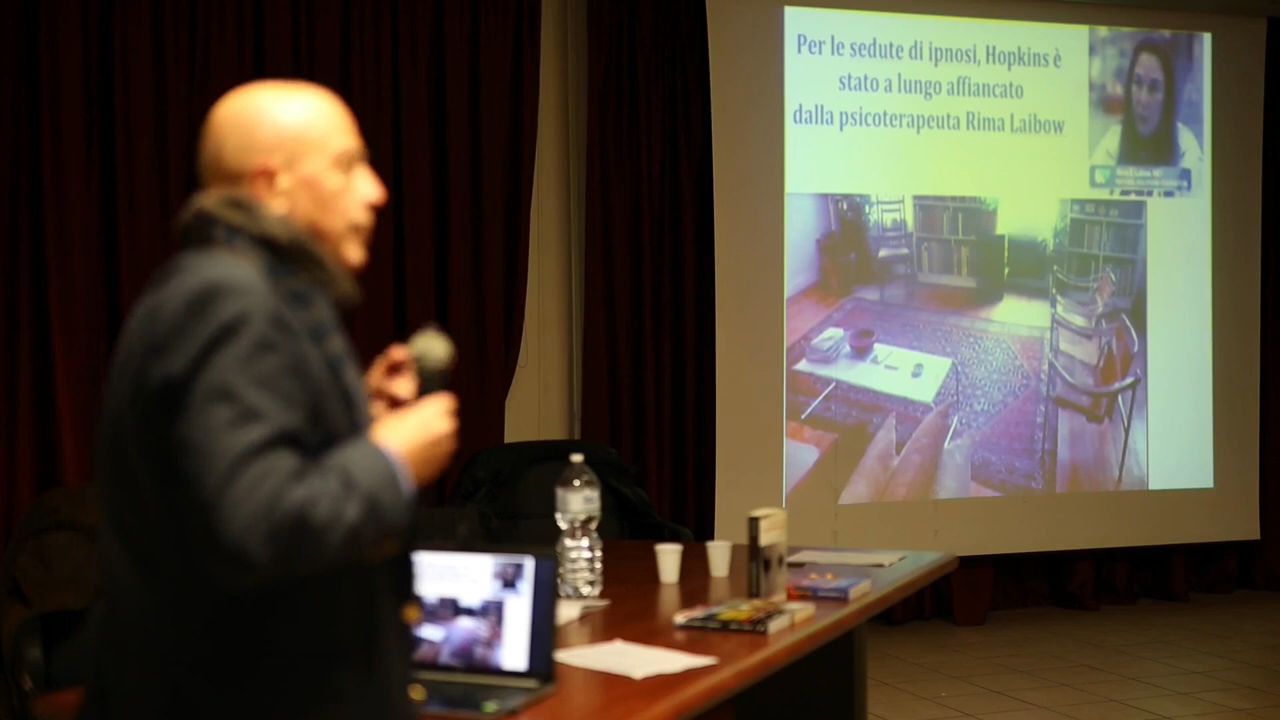 Per le sedute di ipnosi, Hopkins è
stato a lungo affiancato
dalla psicoterapeuta Rima Laibow